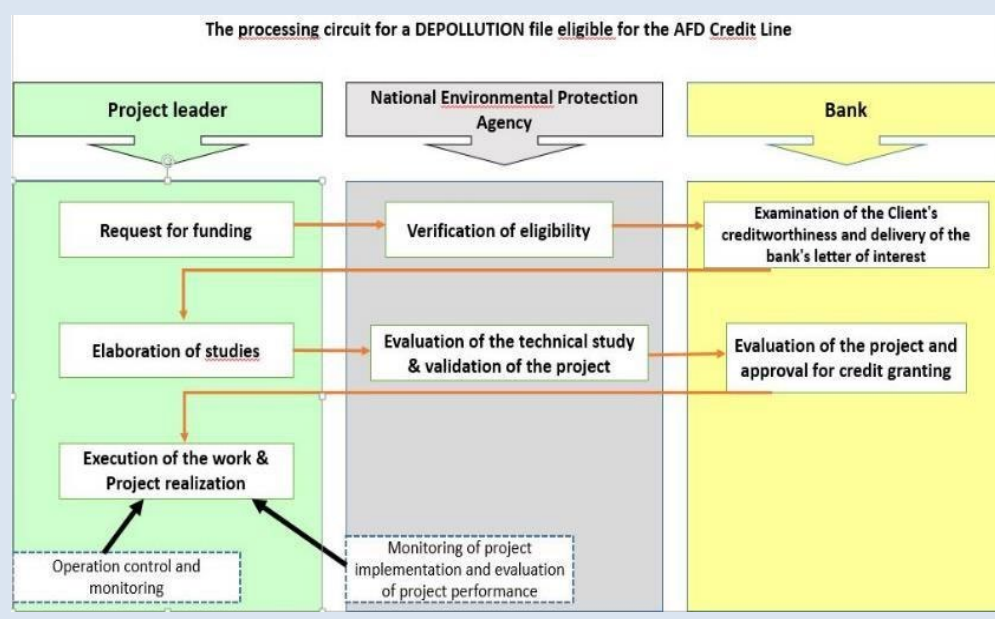 The processing circuit for a DEPOLLUTION file eligible for the AFD Credit Line
Project leader
National Environmental Protection
Agency
Bank
Request for funding
Verification of eligibility
Examination of the Client's
creditworthiness and delivery of the
bank's letter of interest
Elaboration of studies
Evaluation of the technical study
& validation of the project
Evaluation of the project and
approval for credit granting
Execution of the work &
Project realization
Operation control and
monitoring
Monitoring of project
implementation and evaluation
of project performance